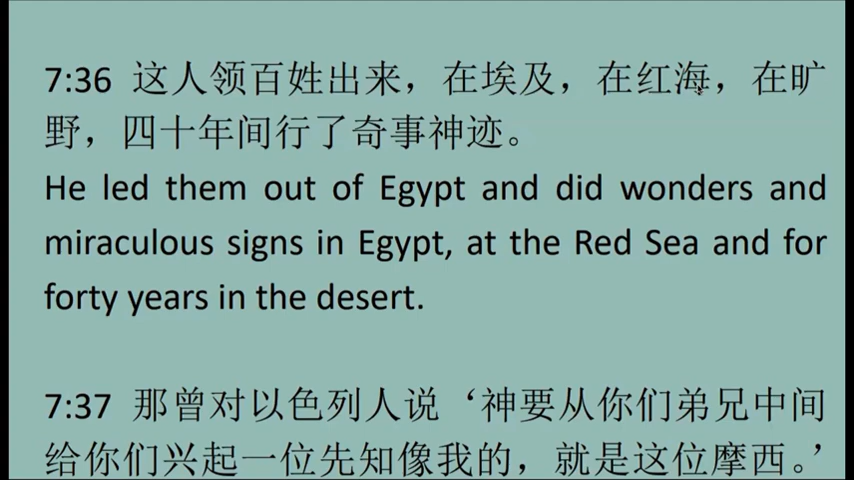 7:36 这人领百姓出来，在埃及，在红海，在旷
野，四十年间行了奇事神迹。
He led them out of Egypt and did wonders and
miraculous signs in Egypt, at the Red Sea and for
forty years in the desert.
7:37 那曾对以色列人说‘神要从你们弟兄中间
给你们兴起一位先知像我的，就是这位摩西。’